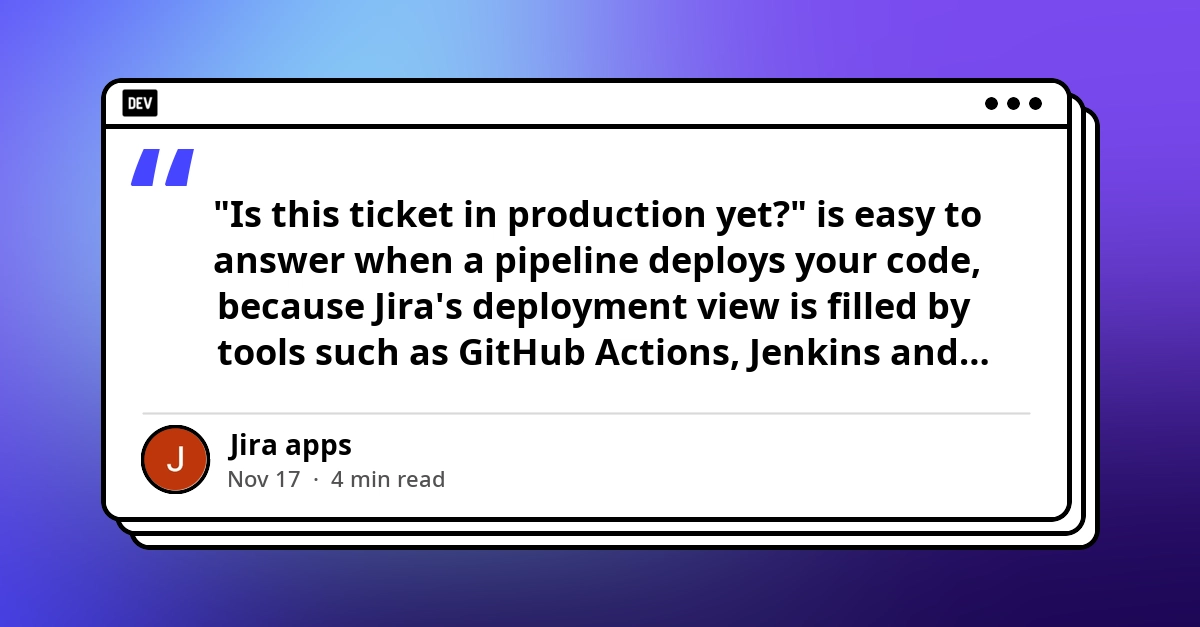 DEV
"Is this ticket in production yet?" is easy to
answer when a pipeline deploys your code,
because Jira's deployment view is filled by
tools such as GitHub Actions, Jenkins and...
J
Jira apps
Nov 17 · 4 min read